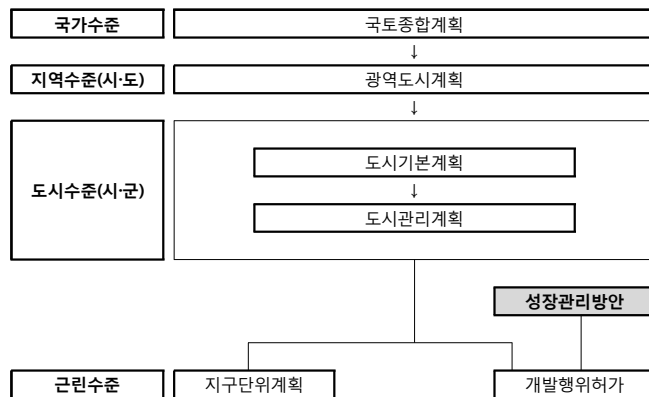 국가수준
국토종합계획
↓
지역수준(시·도)
광역도시계획
↓
도시수준(시·군)
도시기본계획
↓
도시관리계획
성장관리방안
근린수준
지구단위계획
개발행위허가